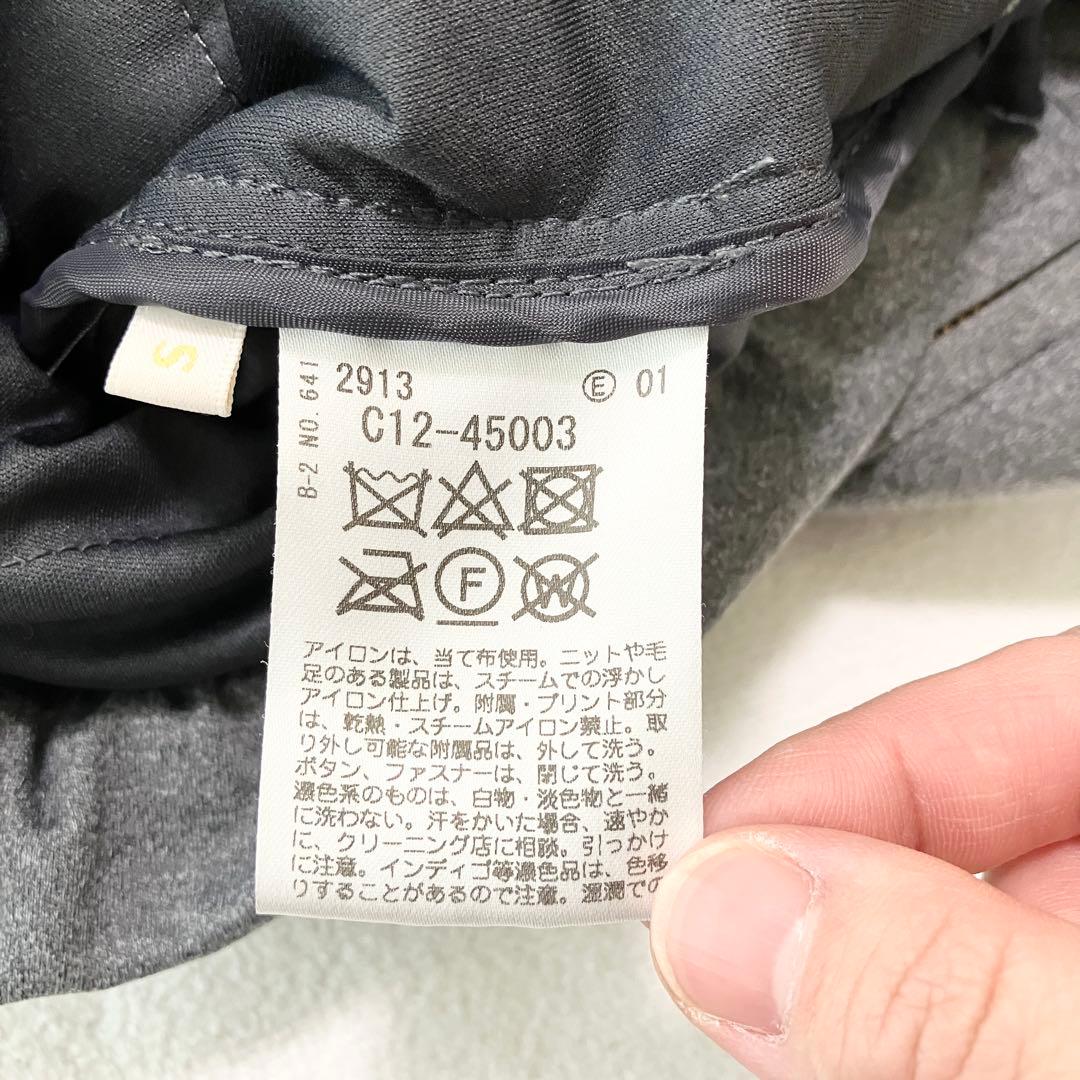 S
B-2 NO.641
2913 Ⓔ 01
C12-45003
F
W
アイロンは、当て布使用。ニットや毛
足のある製品は、スチームでの浮かし
アイロン仕上げ。附属・プリント部分
は、乾熱・スチームアイロン禁止。取
り外し可能な附属品は、外して洗う。
ボタン、ファスナーは、閉じて洗う。
濃色系のものは、白物・淡色物と一緒
に洗わない。汗をかいた場合、速やか
に、クリーニング店に相談。引っかけ
に注意。インディゴ等濃色品は、色移
りすることがあるので注意。湿潤での